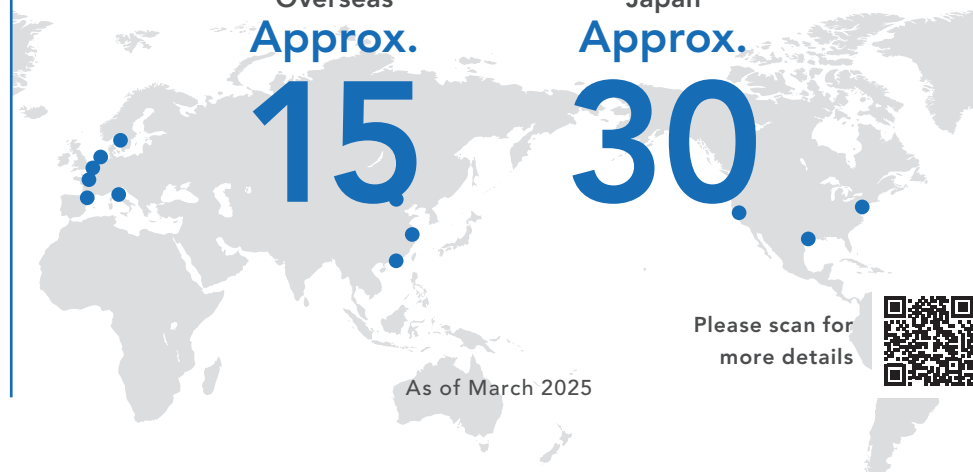 Overseas
Approx.
15
Japan
Approx.
30
Please scan for
more details
As of March 2025